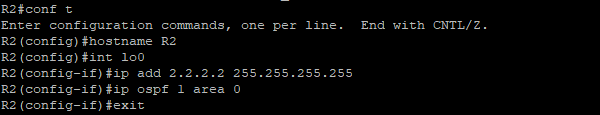 R2#conf t
Enter configuration commands, one per line.  End with CNTL/Z.
R2(config)#hostname R2
R2(config)#int lo0
R2(config-if)#ip add 2.2.2.2 255.255.255.255
R2(config-if)#ip ospf 1 area 0
R2(config-if)#exit